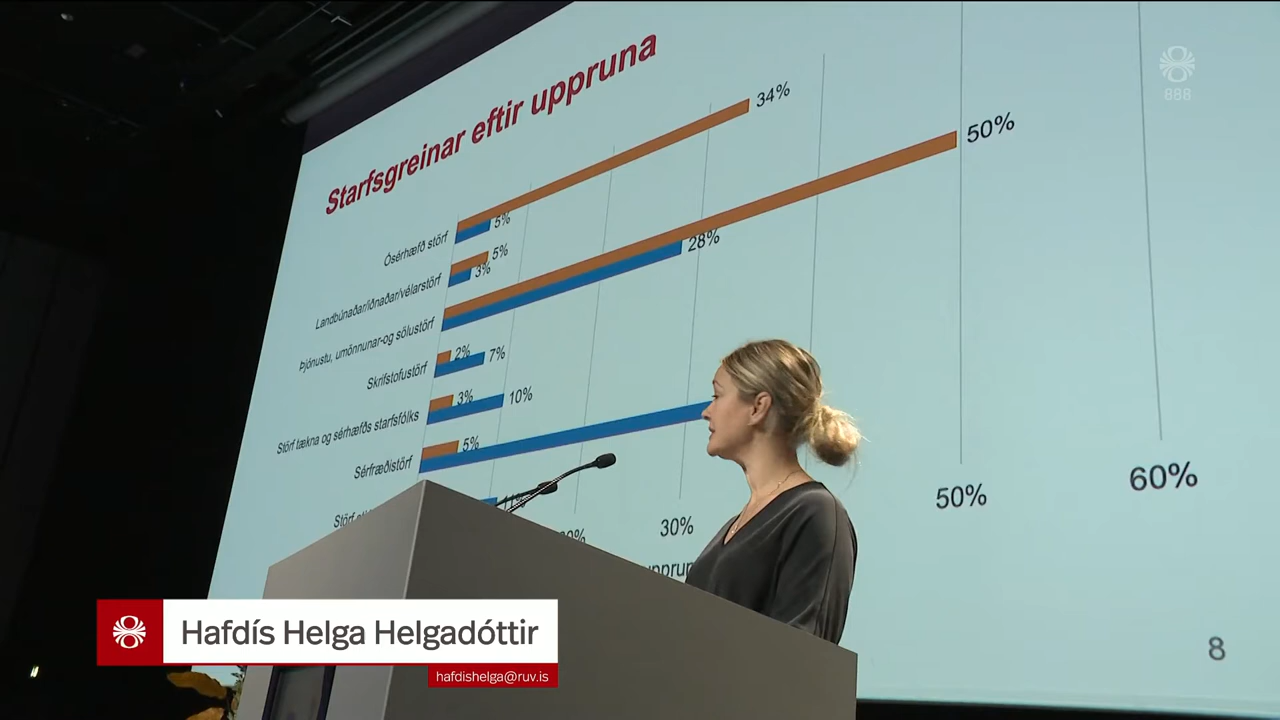 888
Starfsgreinar eftir uppruna
34%
Ósérhæfð störf
5%
50%
5%
Landbúnaðar/iðnaðar/vélarstörf
3%
28%
Þjónustu, umönnunar-og sölustörf
2%
7%
Skrifstofustörf
3%
10%
Störf tækna og sérhæfðs starfsfólks
5%
Sérfræðistörf
Störf
30%
50%
60%
8
Hafdís Helga Helgadóttir
hafdishelga@ruv.is